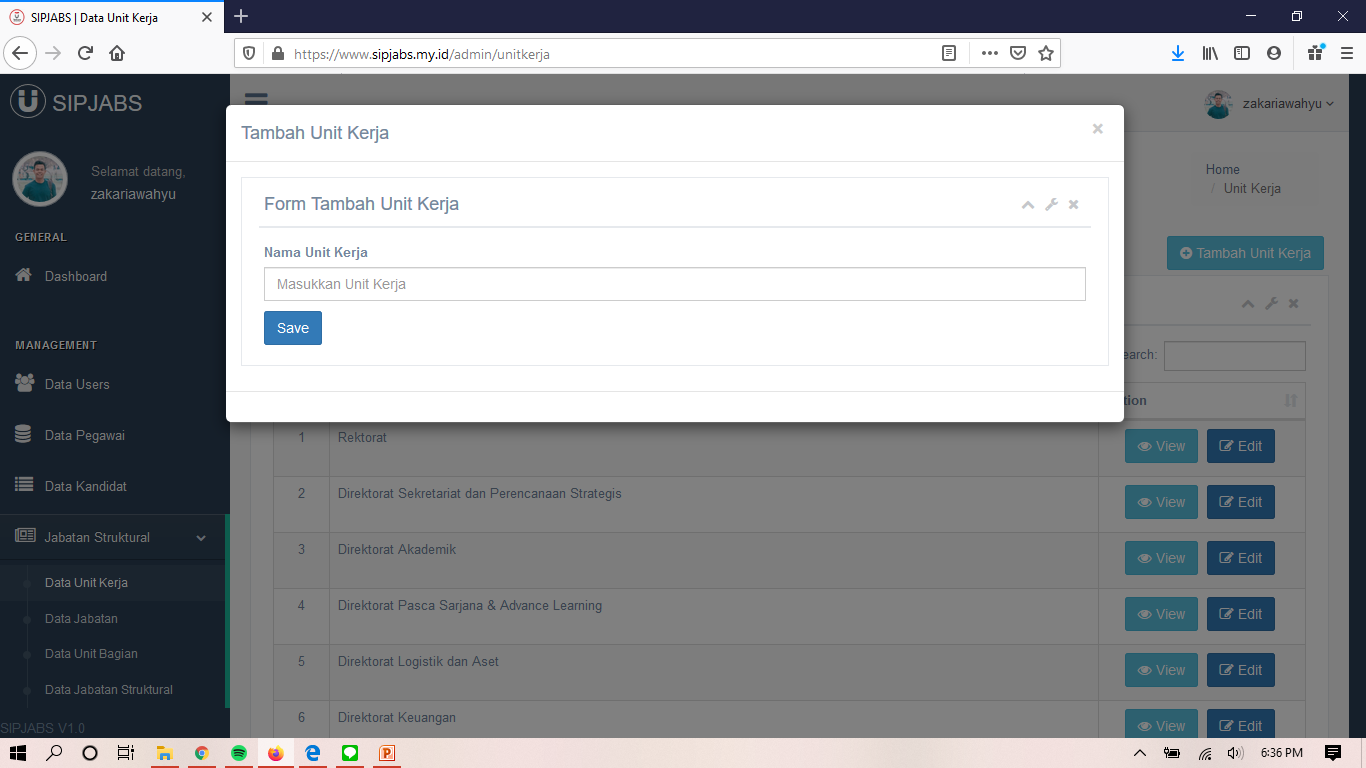 SIPJABS | Data Unit Kerja
https://www.sipjabs.my.id/admin/unitkerja
SIPJABS
zakariawahyu
Selamat datang,
zakariawahyu
Home
/ Unit Kerja
GENERAL
Dashboard
MANAGEMENT
Data Users
Data Pegawai
Data Kandidat
Jabatan Struktural
Data Unit Kerja
Data Jabatan
Data Unit Bagian
Data Jabatan Struktural
SIPJABS V1.0
Tambah Unit Kerja
Form Tambah Unit Kerja
Nama Unit Kerja
Masukkan Unit Kerja
Save
Tambah Unit Kerja
earch:
tion
1 Rektorat View Edit
2 Direktorat Sekretariat dan Perencanaan Strategis View Edit
3 Direktorat Akademik View Edit
4 Direktorat Pasca Sarjana & Advance Learning View Edit
5 Direktorat Logistik dan Aset View Edit
6 Direktorat Keuangan View Edit
6:36 PM